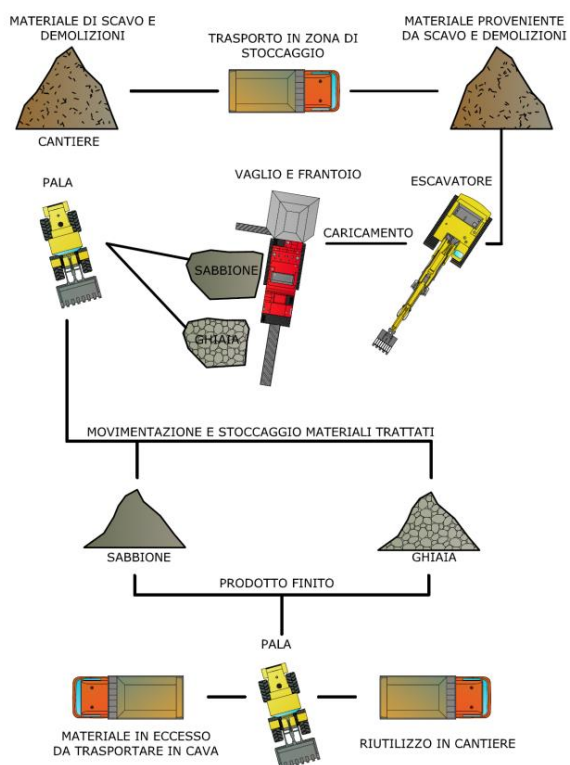 MATERIALE DI SCAVO E
DEMOLIZIONI
TRASPORTO IN ZONA DI
STOCCAGGIO
MATERIALE PROVENIENTE
DA SCAVO E DEMOLIZIONI
CANTIERE
PALA
VAGLIO E FRANTOIO
ESCAVATORE
CARICAMENTO
SABBIONE
GHIAIA
MOVIMENTAZIONE E STOCCAGGIO MATERIALI TRATTATI
SABBIONE
GHIAIA
PRODOTTO FINITO
PALA
MATERIALE IN ECCESSO
DA TRASPORTARE IN CAVA
RIUTILIZZO IN CANTIERE